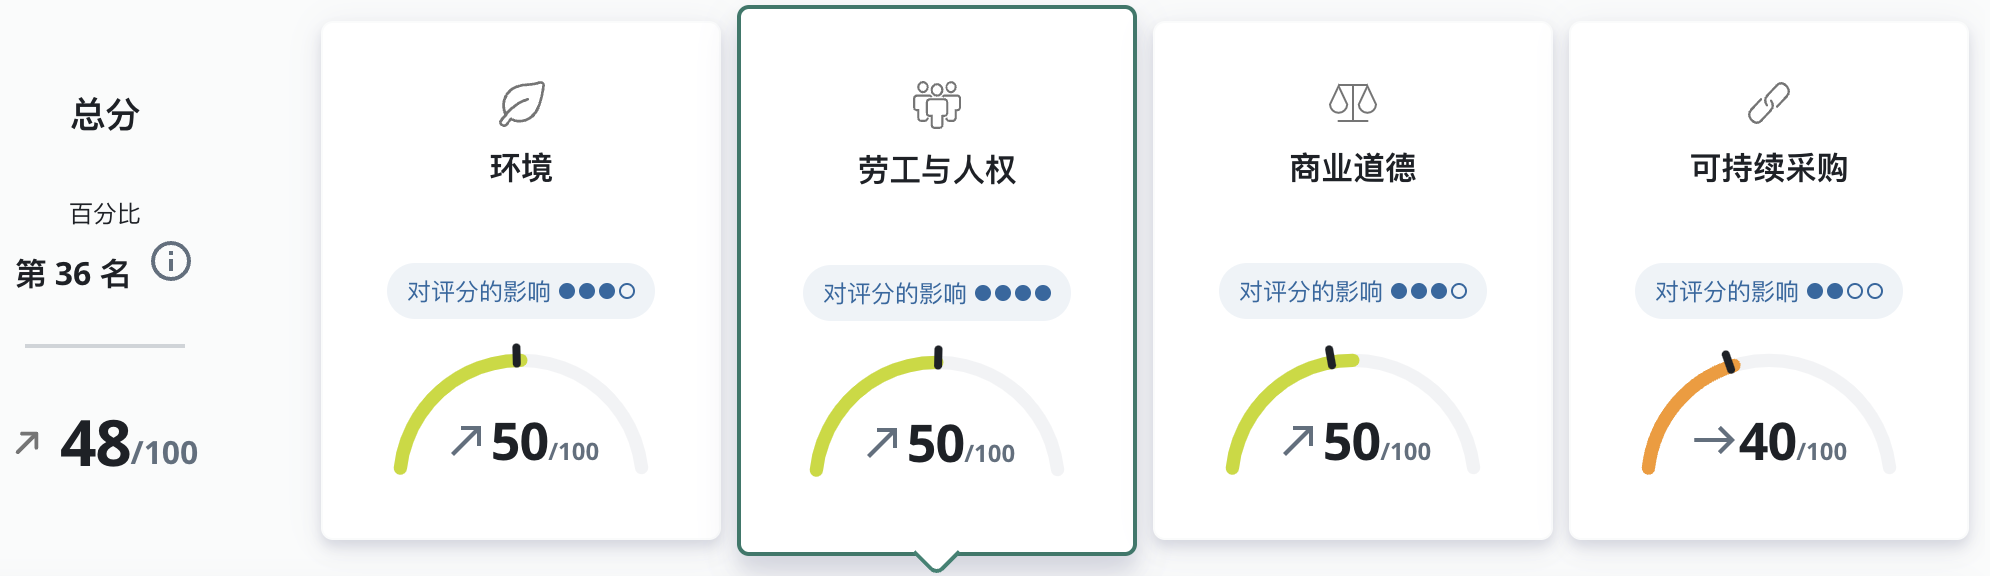 总分
百分比
第 36 名
48/100
环境
对评分的影响
50/100
劳工与人权
对评分的影响
50/100
商业道德
对评分的影响
50/100
可持续采购
对评分的影响
40/100